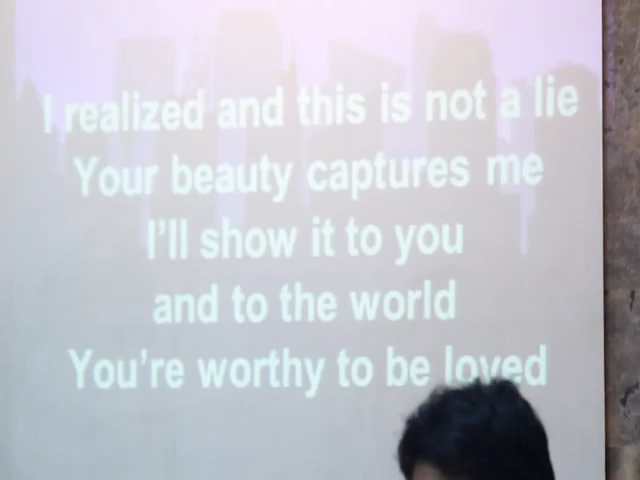 I realized and this is not a lie
Your beauty captures me
I'll show it to you
and to the world
You're worthy to be loved